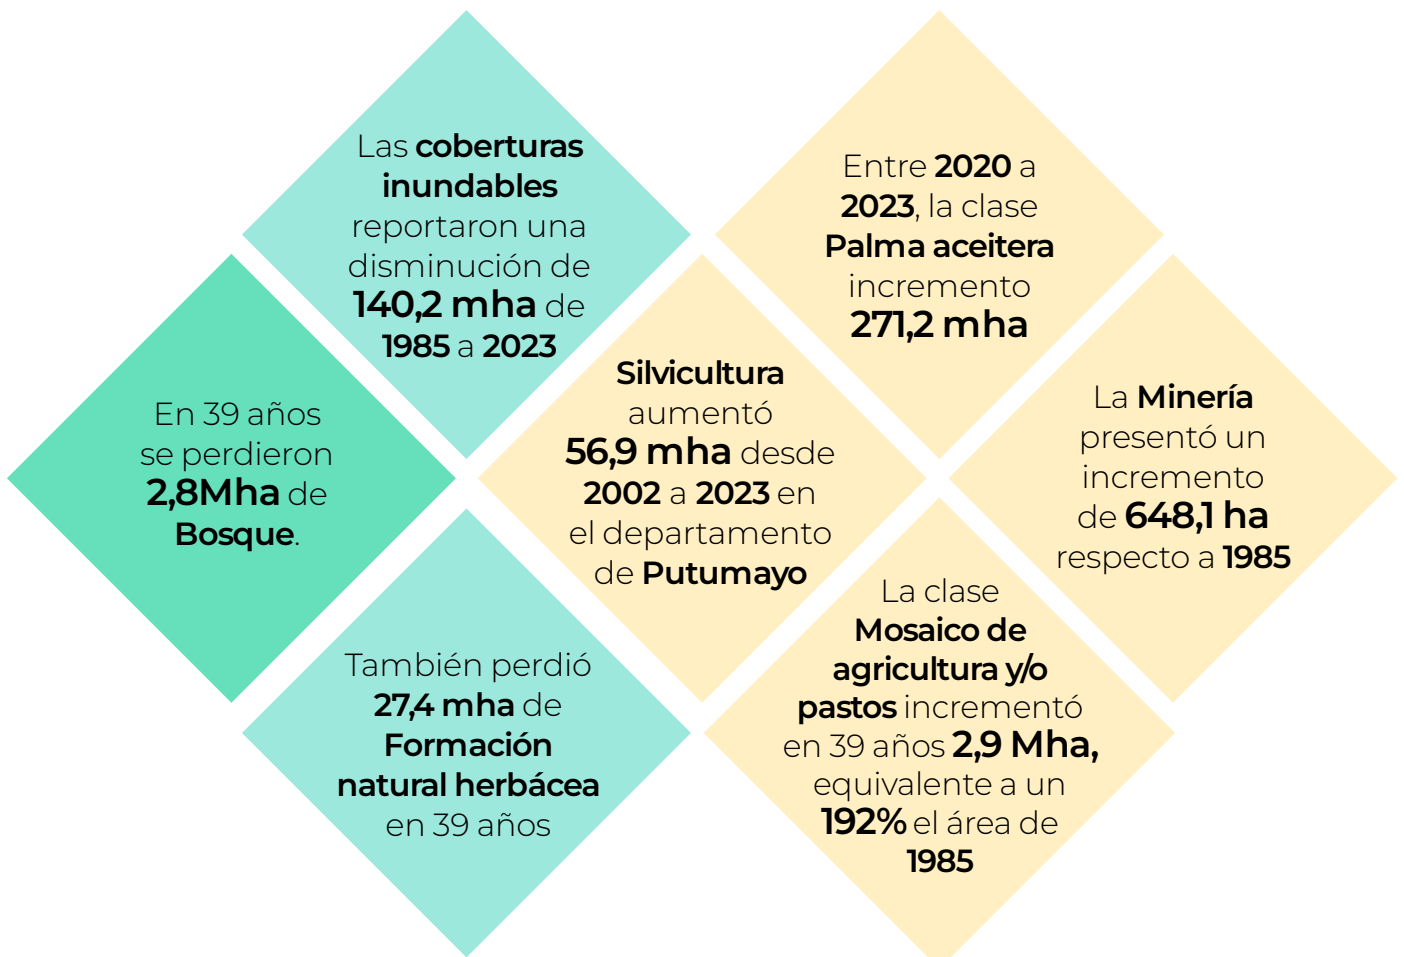 Las coberturas
inundables
reportaron una
disminución de
140,2 mha de
1985 a 2023
Entre 2020 a
2023, la clase
Palma aceitera
incremento
271,2 mha
En 39 años
se perdieron
2,8Mha de
Bosque.
Silvicultura
aumentó
56,9 mha desde
2002 a 2023 en
el departamento
de Putumayo
La Minería
presentó un
incremento
de 648,1 ha
respecto a 1985
También perdió
27,4 mha de
Formación
natural herbácea
en 39 años
La clase
Mosaico de
agricultura y/o
pastos incrementó
en 39 años 2,9 Mha,
equivalente a un
192% el área de
1985